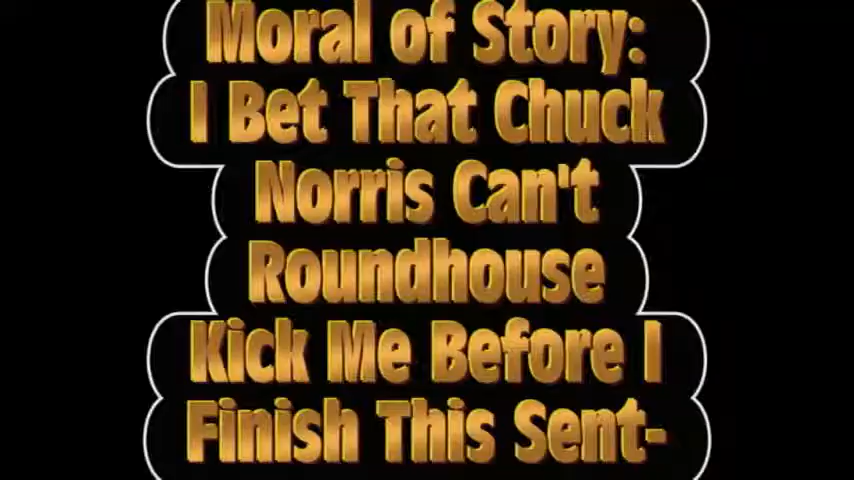 Moral of Story:
I Bet That Chuck
Norris Can't
Roundhouse
Kick Me Before I
Finish This Sent-